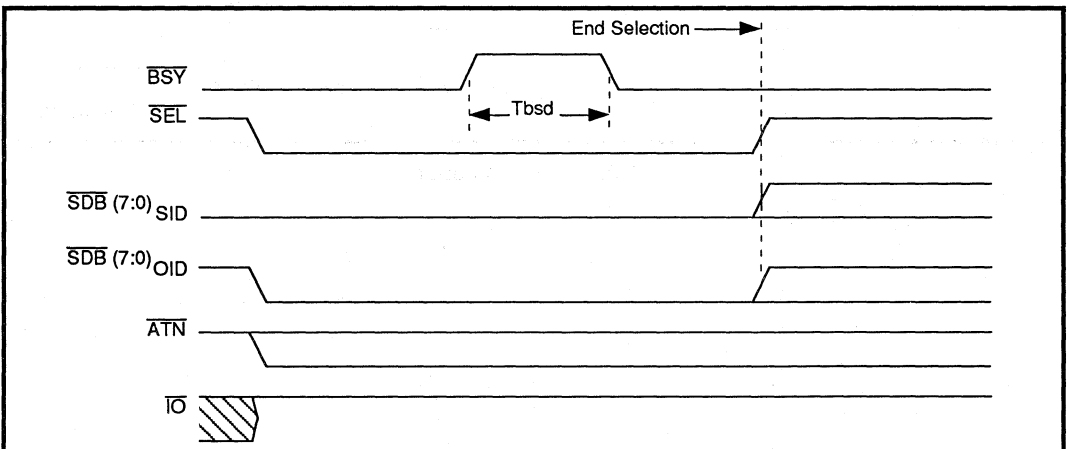 End Selection
BSY
Tbsd
SEL
SDB (7:0) SID
SDB (7:0) OID
ATN
IO